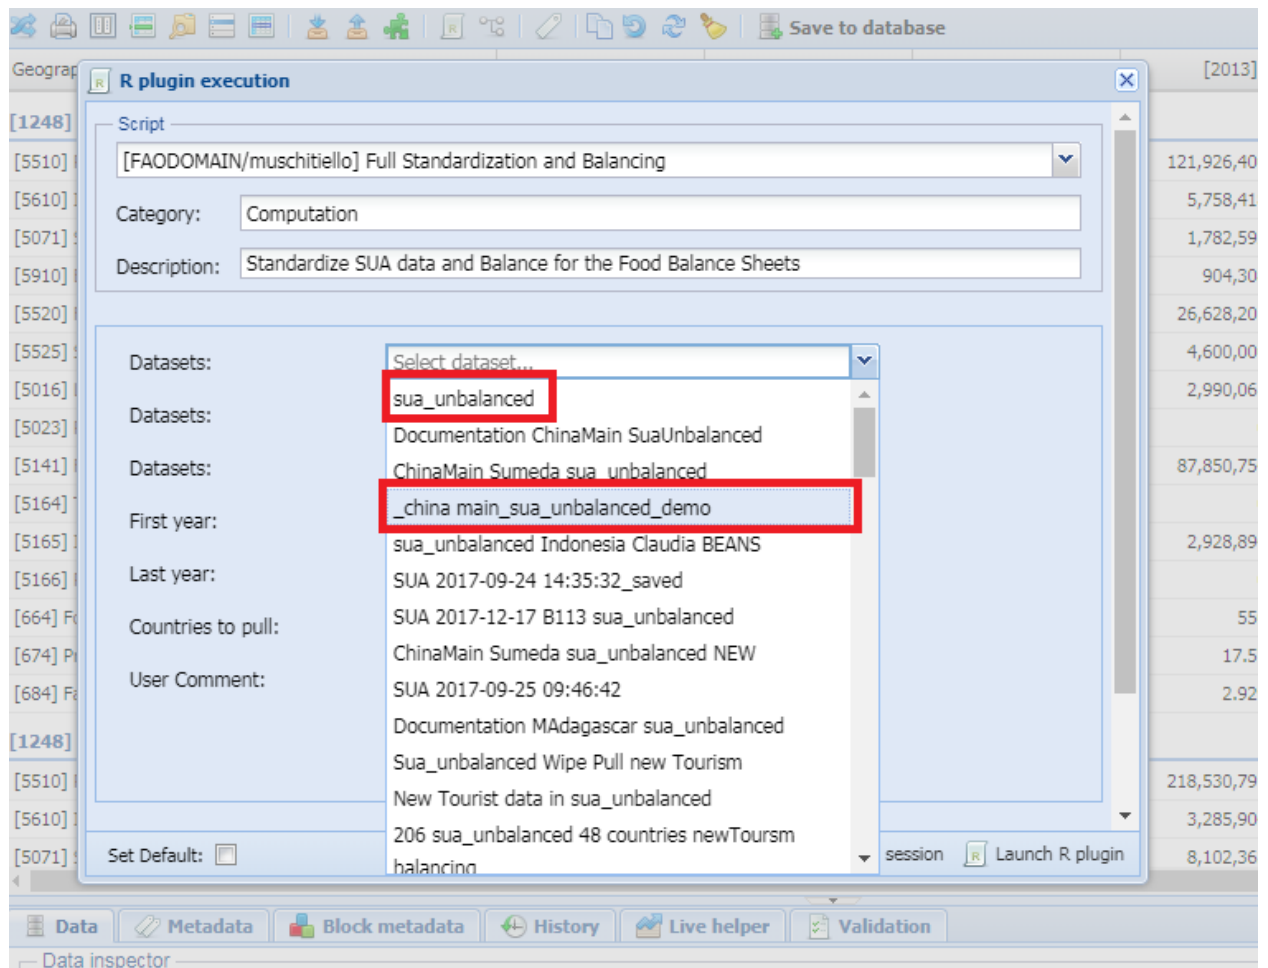 Save to database
Geograp
[2013]
R plugin execution
[1248]
Script
[5510]
[FAODOMAIN/muschitiello] Full Standardization and Balancing
121,926,40
[5610]
Category:
Computation
5,758,41
[5071]
1,782,59
Description:
Standardize SUA data and Balance for the Food Balance Sheets
[5910]
904,30
[5520]
26,628,20
[5525]
Datasets:
Select dataset...
4,600,00
[5016]
sua_unbalanced
2,990,06
Datasets:
[5023]
Documentation ChinaMain SuaUnbalanced
[5141]
Datasets:
ChinaMain Sumeda sua_unbalanced
87,850,75
[5164]
_china main_sua_unbalanced_demo
First year:
[5165]
sua_unbalanced Indonesia Claudia BEANS
2,928,89
[5166]
Last year:
SUA 2017-09-24 14:35:32_saved
[664] Fo
Countries to pull:
SUA 2017-12-17 B113 sua_unbalanced
55
[674] Pr
ChinaMain Sumeda sua_unbalanced NEW
17.5
User Comment:
[684] Fa
SUA 2017-09-25 09:46:42
2.92
[1248]
Documentation MAdagascar sua_unbalanced
Sua_unbalanced Wipe Pull new Tourism
[5510]
218,530,79
New Tourist data in sua_unbalanced
[5610]
206 sua_unbalanced 48 countries newToursm
3,285,90
balancing
[5071]
Set Default:
session
Launch R plugin
8,102,36
Data
Metadata
Block metadata
History
Live helper
Validation
Data inspector